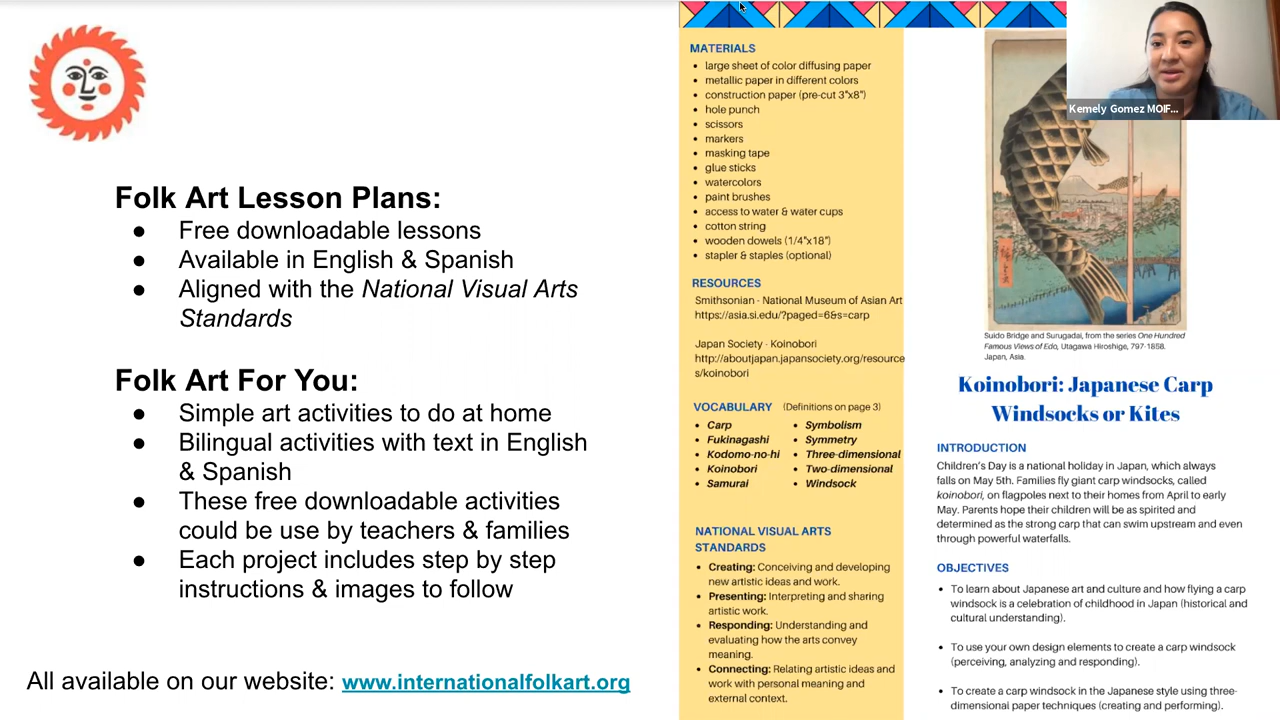 Folk Art Lesson Plans:
● Free downloadable lessons
● Available in English & Spanish
● Aligned with the National Visual Arts
Standards
Folk Art For You:
● Simple art activities to do at home
● Bilingual activities with text in English
& Spanish
● These free downloadable activities
could be use by teachers & families
● Each project includes step by step
instructions & images to follow
All available on our website: www.internationalfolkart.org
MATERIALS
• large sheet of color diffusing paper
• metallic paper in different colors
• construction paper (pre-cut 3"x8")
• hole punch
• scissors
• markers
• masking tape
• glue sticks
• watercolors
• paint brushes
• access to water & water cups
• cotton string
• wooden dowels (1/4"x18")
• stapler & staples (optional)
RESOURCES
Smithsonian - National Museum of Asian Art
https://asia.si.edu/?paged=6&s=carp
Japan Society - Koinobori
http://aboutjapan.japansociety.org/resource
s/koinobori
VOCABULARY (Definitions on page 3)
• Carp
• Fukinagashi
• Kodomo-no-hi
• Koinobori
• Samurai
• Symbolism
• Symmetry
• Three-dimensional
• Two-dimensional
• Windsock
NATIONAL VISUAL ARTS
STANDARDS
• Creating: Conceiving and developing
new artistic ideas and work.
• Presenting: Interpreting and sharing
artistic work.
• Responding: Understanding and
evaluating how the arts convey
meaning.
• Connecting: Relating artistic ideas and
work with personal meaning and
external context.
Kemely Gomez MOIF...
Suido Bridge and Surugadai, from the series One Hundred
Famous Views of Edo, Utagawa Hiroshige, 797-1858.
Japan, Asia.
Koinobori: Japanese Carp
Windsocks or Kites
INTRODUCTION
Children's Day is a national holiday in Japan, which always
falls on May 5th. Families fly giant carp windsocks, called
koinobori, on flagpoles next to their homes from April to early
May. Parents hope their children will be as spirited and
determined as the strong carp that can swim upstream and even
through powerful waterfalls.
OBJECTIVES
• To learn about Japanese art and culture and how flying a carp
windsock is a celebration of childhood in Japan (historical and
cultural understanding).
• To use your own design elements to create a carp windsock
(perceiving, analyzing and responding).
• To create a carp windsock in the Japanese style using three-
dimensional paper techniques (creating and performing).